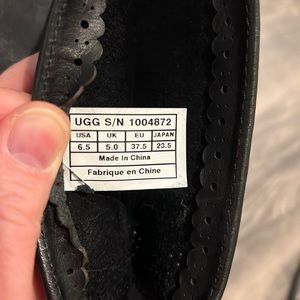 UGG S/N 1004872
USA UK EU JAPAN
6.5 5.0 37.5 23.5
Made In China
Fabrique en Chine